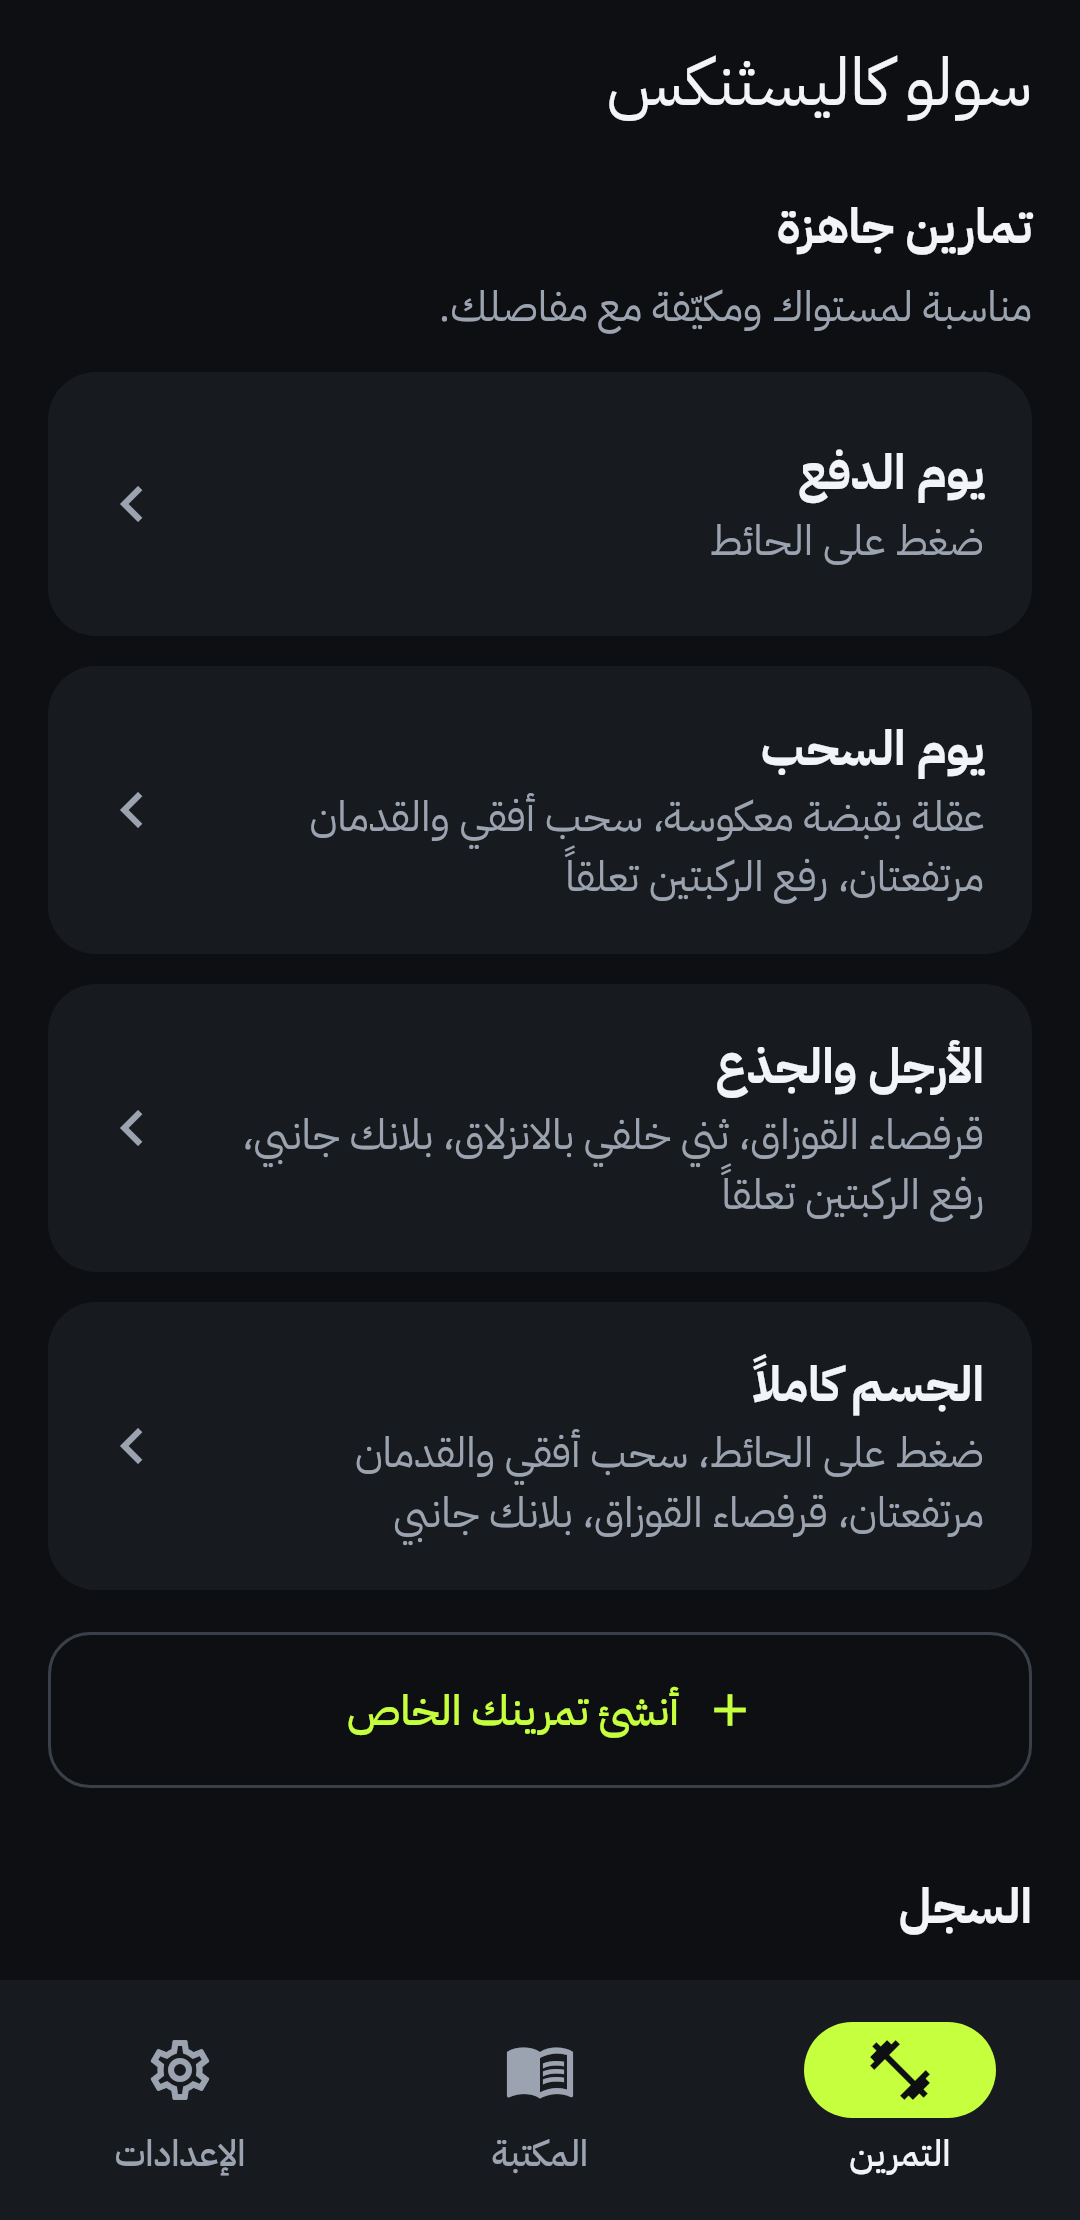 سولو كاليسثنكس
تمارين جاهزة
مناسبة لمستواك ومكيّفة مع مفاصلك.
يوم الدفع
ضغط على الحائط
يوم السحب
عقلة بقبضة معكوسة، سحب أفقي والقدمان
مرتفعتان، رفع الركبتين تعلقاً
الأرجل والجذع
قرفصاء القوزاق، ثني خلفي بالانزلاق، بلانك جانبي،
رفع الركبتين تعلقاً
الجسم كاملاً
ضغط على الحائط، سحب أفقي والقدمان
مرتفعتان، قرفصاء القوزاق، بلانك جانبي
+ أنشئ تمرينك الخاص
السجل
التمرين
المكتبة
الإعدادات